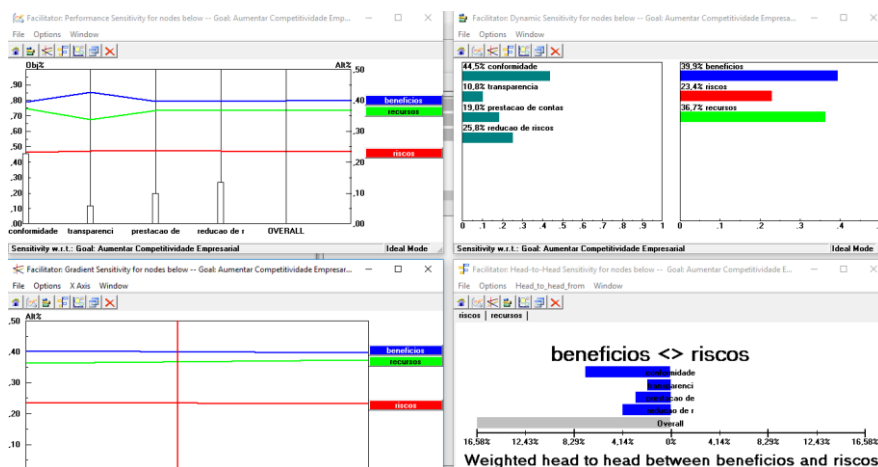 Facilitator: Performance Sensitivity for nodes below -- Goal: Aumentar Competitividade Emp...
File Options Window
Obj%
Alt%
.90
.80
.70
.60
.50
.40
.30
.20
.10
.00
.50
.40
.30
.20
.10
.00
beneficios
recursos
riscos
conformidade transparenci prestacao de reducao de r OVERALL
Sensitivity w.r.t.: Goal: Aumentar Competitividade Empresarial Ideal Mode
Facilitator: Dynamic Sensitivity for nodes below -- Goal: Aumentar Competitividade Empresa...
File Options Window
44,5% conformidade
10,8% transparencia
19,0% prestacao de contas
25,8% reducao de riscos
0 .1 .2 .3 .4 .5 .6 .7 .8 .9 1
39,9% beneficios
23,4% riscos
36,7% recursos
0 .1 .2 .3 .4
Sensitivity w.r.t.: Goal: Aumentar Competitividade Empresarial Ideal Mode
Facilitator: Gradient Sensitivity for nodes below -- Goal: Aumentar Competitividade Empresar...
File Options X Axis Window
Alt%
.50
.40
.30
.20
.10
beneficios
recursos
riscos
Facilitator: Head-to-Head Sensitivity for nodes below -- Goal: Aumentar Competitividade E...
File Options Head_to_head_from Window
riscos recursos
beneficios <> riscos
conformidade
transparenci
prestacao de
reducao de r
Overall
16,58% 12,43% 8,29% 4,14% 0% 4,14% 8,29% 12,43% 16,58%
Weighted head to head between beneficios and riscos